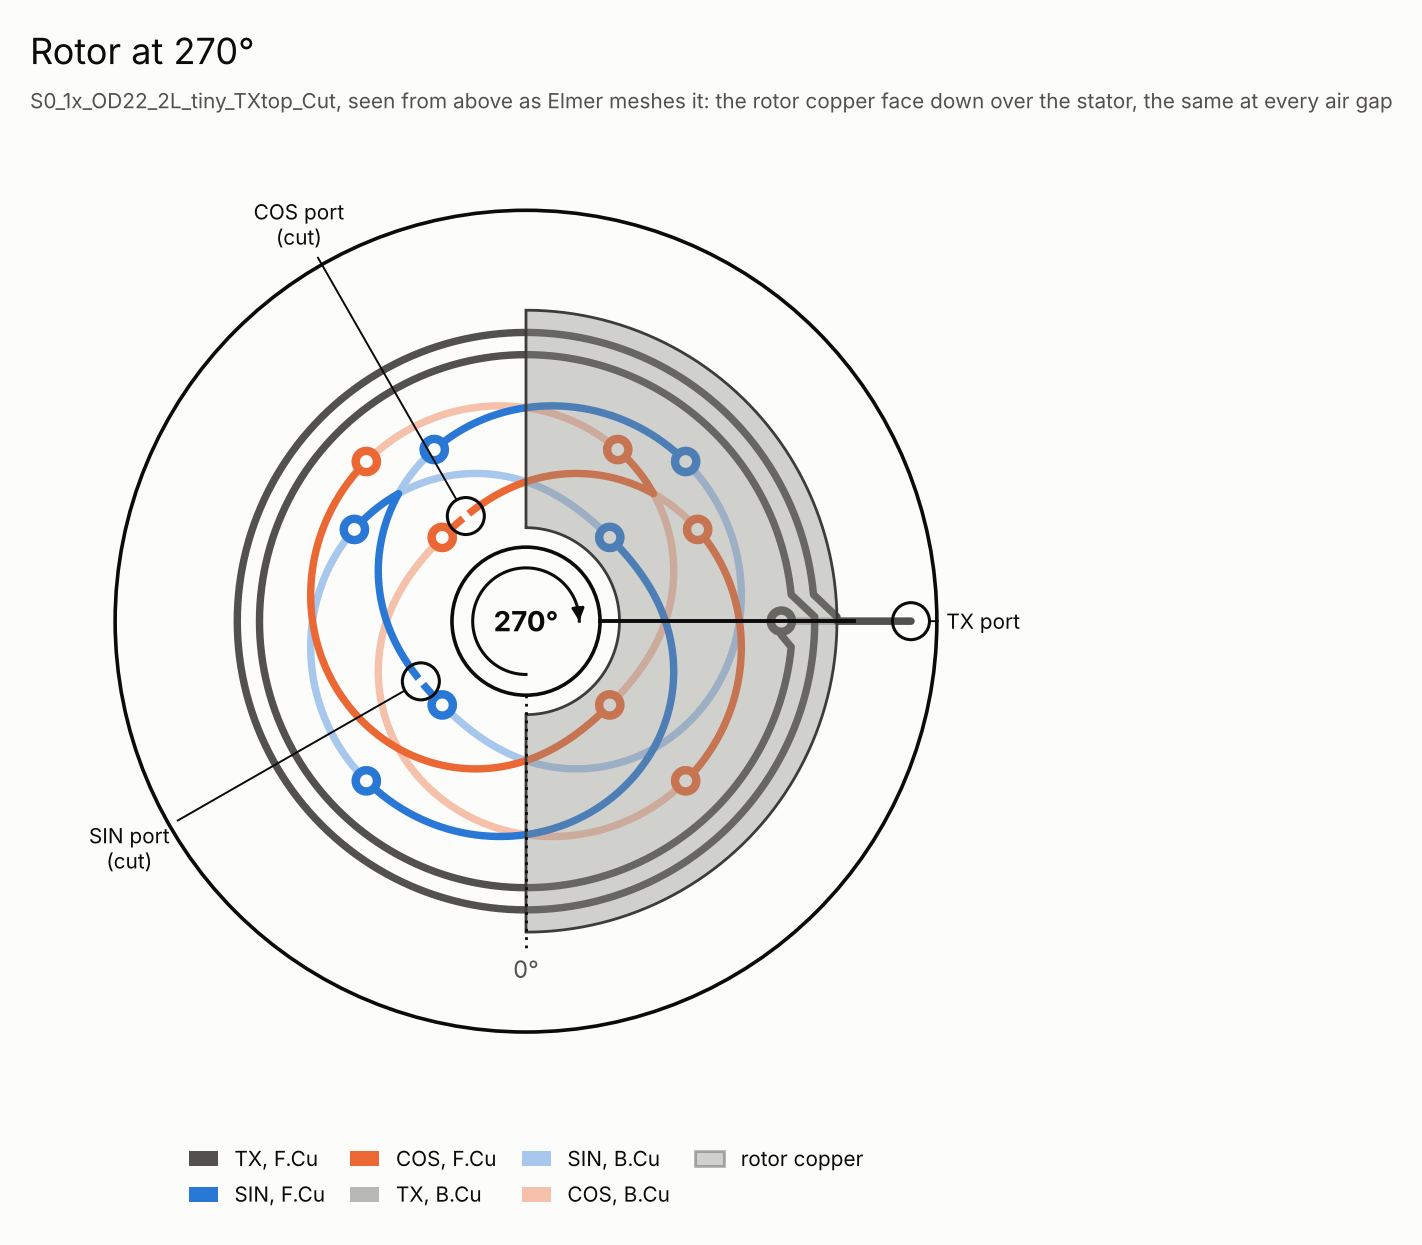 Rotor at 270°
S0_1x_OD22_2L_tiny_TXtop_Cut, seen from above as Elmer meshes it: the rotor copper face down over the stator, the same at every air gap
COS port
(cut)
270°
TX port
SIN port
(cut)
0°
TX, F.Cu
COS, F.Cu
SIN, B.Cu
rotor copper
SIN, F.Cu
TX, B.Cu
COS, B.Cu